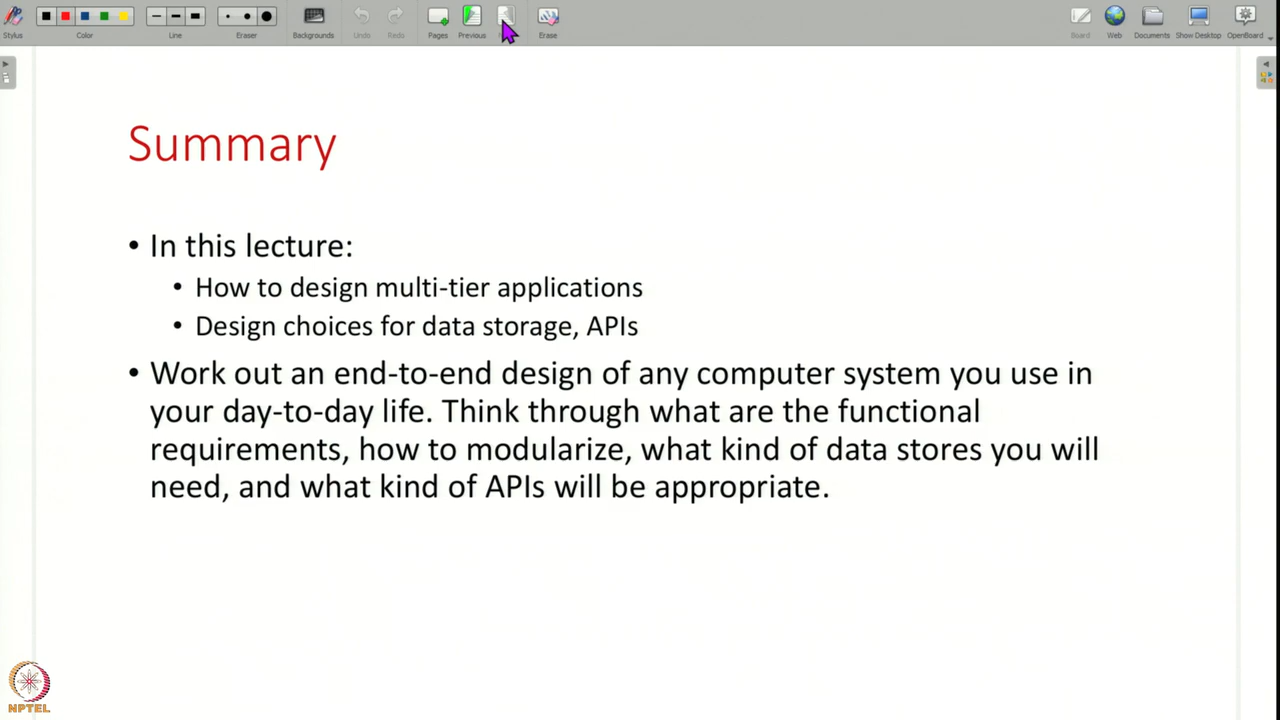 Stylus
Color
Line
Eraser
Backgrounds
Undo
Redo
Pages
Previous
Erase
Board
Web
Documents
Show Desktop
OpenBoard
Summary
• In this lecture:
• How to design multi-tier applications
• Design choices for data storage, APIs
• Work out an end-to-end design of any computer system you use in
your day-to-day life. Think through what are the functional
requirements, how to modularize, what kind of data stores you will
need, and what kind of APIs will be appropriate.
NPTEL